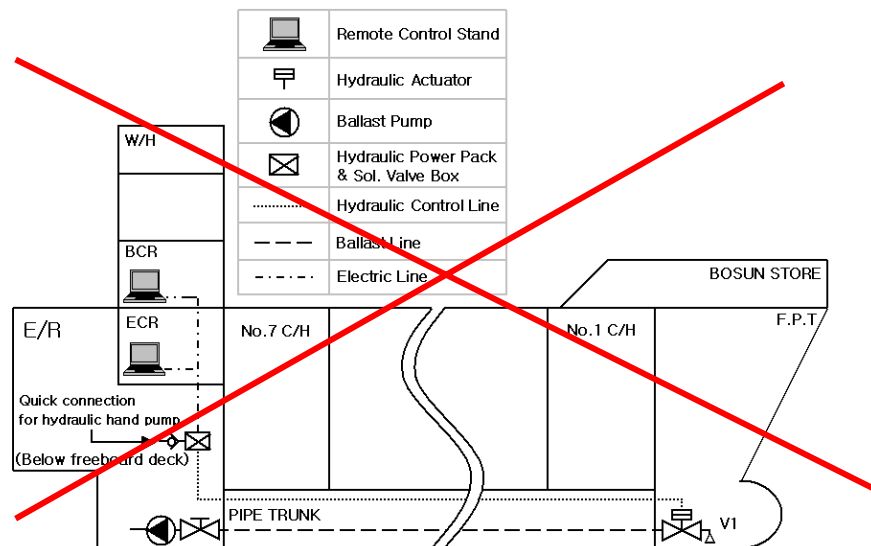 Remote Control Stand
Hydraulic Actuator
Ballast Pump
Hydraulic Power Pack
& Sol. Valve Box
Hydraulic Control Line
Ballast Line
Electric Line
W/H
BCR
BOSUN STORE
E/R
ECR
No.7 C/H
No.1 C/H
F.P.T
Quick connection
for hydraulic hand pump
(Below freeboard deck)
PIPE TRUNK
V1